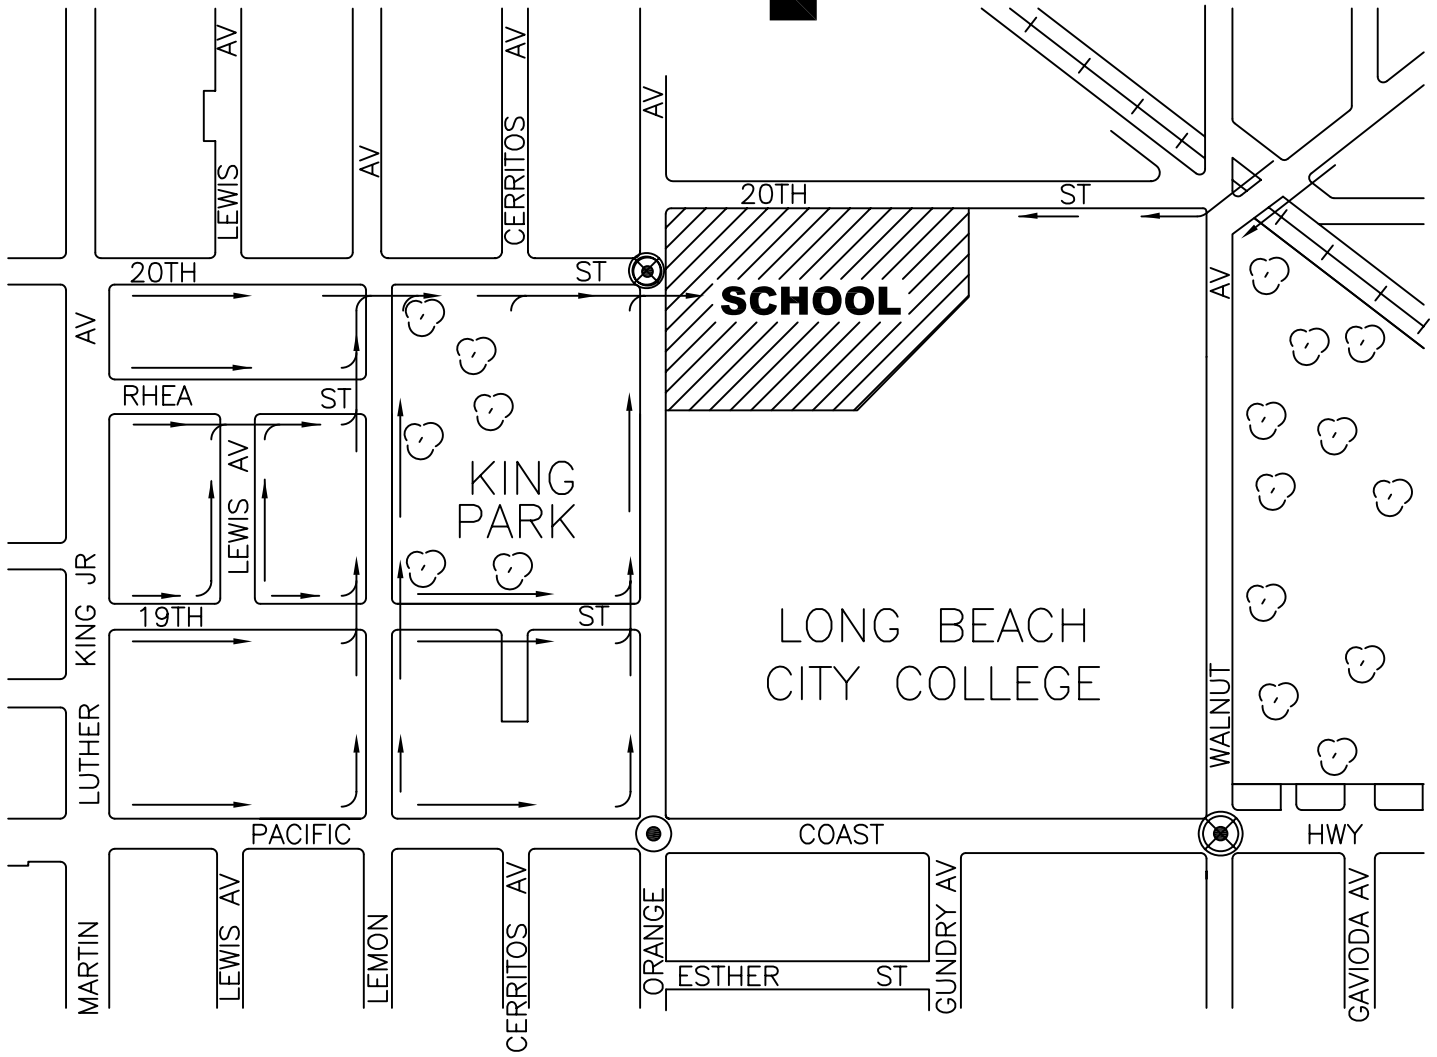 LEWIS AV
AV
CERRITOS AV
AV
20TH ST
20TH ST
AV
SCHOOL
AV
RHEA ST
LEWIS AV
KING
PARK
19TH ST
MARTIN LUTHER KING JR
LONG BEACH
CITY COLLEGE
WALNUT
PACIFIC COAST HWY
LEWIS AV
LEMON
CERRITOS AV
ORANGE
ESTHER ST
GUNDRY AV
GAVIODA AV